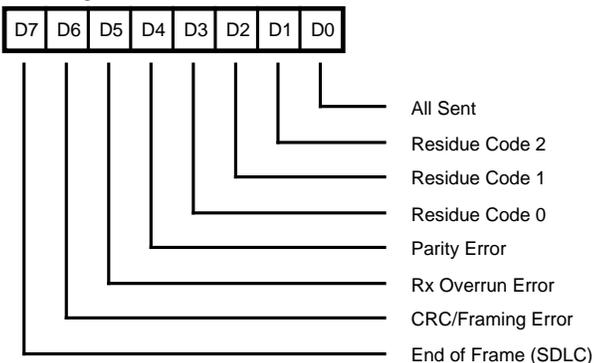 D7 D6 D5 D4 D3 D2 D1 D0
All Sent
Residue Code 2
Residue Code 1
Residue Code 0
Parity Error
Rx Overrun Error
CRC/Framing Error
End of Frame (SDLC)